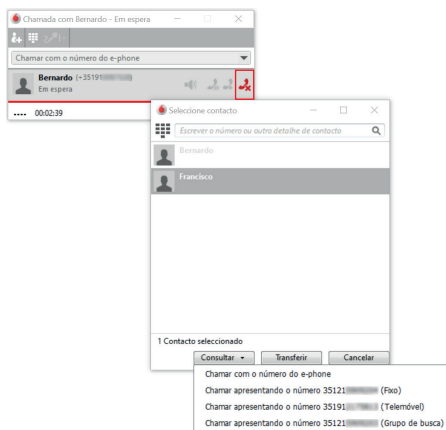 Chamada com Bernardo - Em espera
Chamar com o número do e-phone
Bernardo (+35191
Em espera
00:02:39
Seleccione contacto
Escrever o número ou outro detalhe de contacto
Bernardo
Francisco
1 Contacto seleccionado
Consultar
Transferir
Cancelar
Chamar com o número do e-phone
Chamar apresentando o número 35121 (Fixo)
Chamar apresentando o número 35191 (Telemóvel)
Chamar apresentando o número 35121 (Grupo de busca)